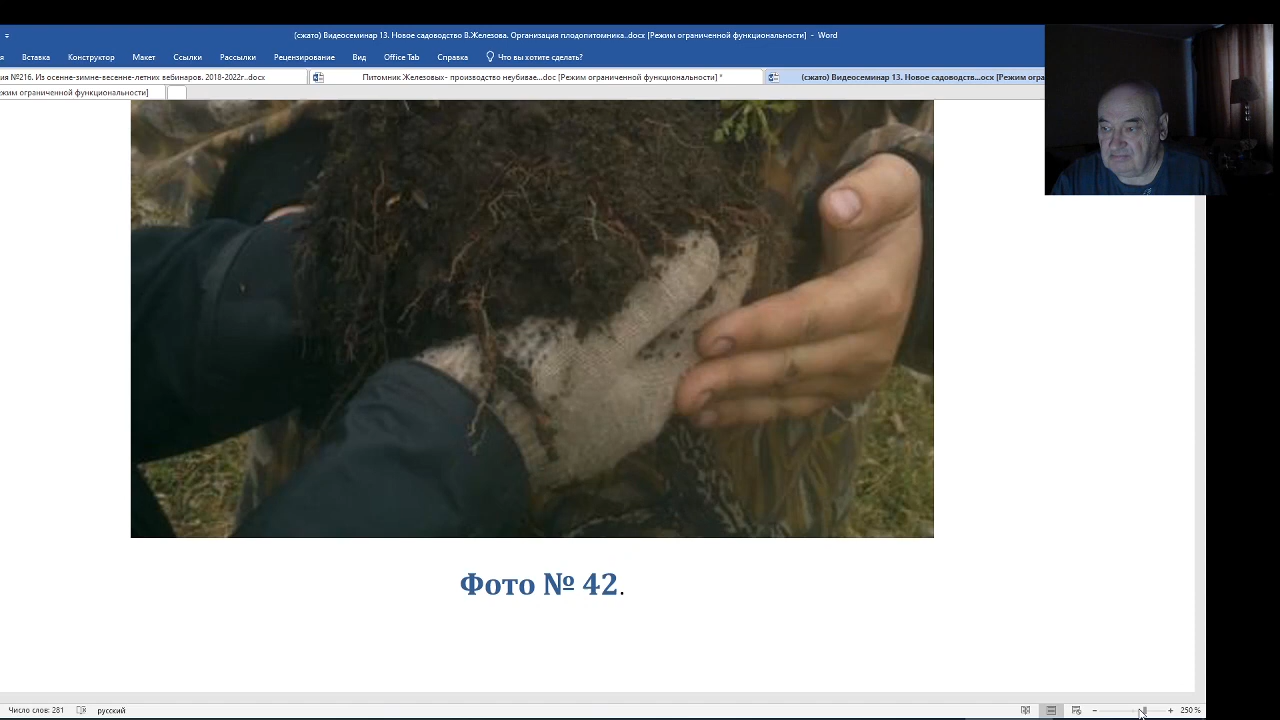 (сжато) Видеосеминар 13. Новое садоводство В.Железова. Организация плодопитомника..docx [Режим ограниченной функциональности] - Word
Вставка Конструктор Макет Ссылки Рассылки Рецензирование Вид Office Tab Справка Что вы хотите сделать?
ия №216. Из осенне-зимне-весенне-летних вебинаров. 2018-2022г..docx Питомник Железовых- производство неубивае...doc [Режим ограниченной функциональности] * (сжато) Видеосеминар 13. Новое садоводств...ocx [Режим огра
ежим ограниченной функциональности]
Фото № 42.
Число слов: 281 русский 250 %